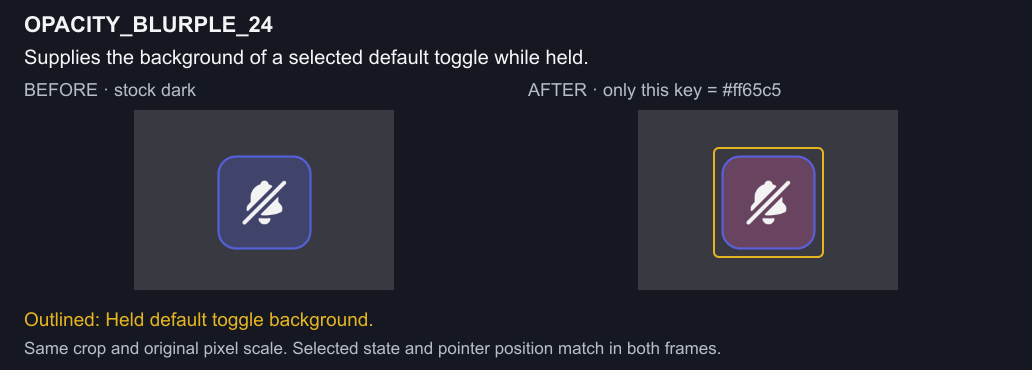 OPACITY_BLURPLE_24
Supplies the background of a selected default toggle while held.
BEFORE · stock dark
AFTER · only this key = #ff65c5
Outlined: Held default toggle background.
Same crop and original pixel scale. Selected state and pointer position match in both frames.